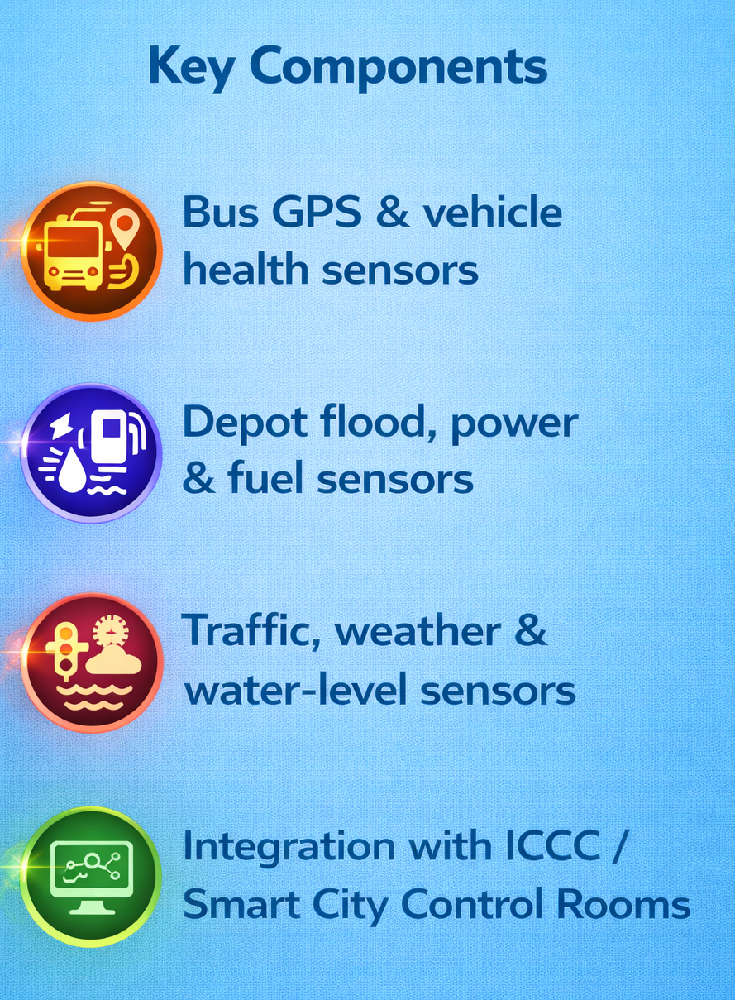 Key Components
Bus GPS & vehicle
health sensors
Depot flood, power
& fuel sensors
Traffic, weather &
water-level sensors
Integration with ICCC /
Smart City Control Rooms